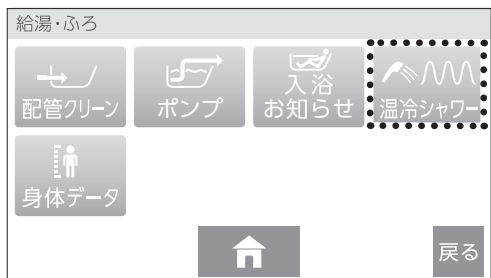 給湯・ふろ
配管クリーン
ポンプ
入浴
お知らせ
温冷シャワー
身体データ
戻る